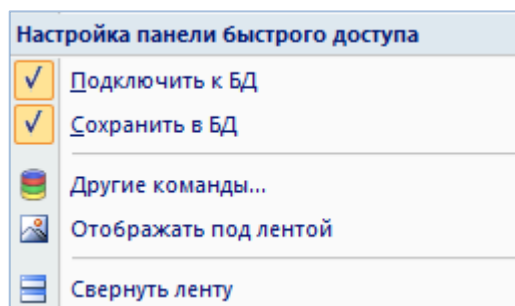 Настройка панели быстрого доступа
Подключить к БД
Сохранить в БД
Другие команды...
Отображать под лентой
Свернуть ленту